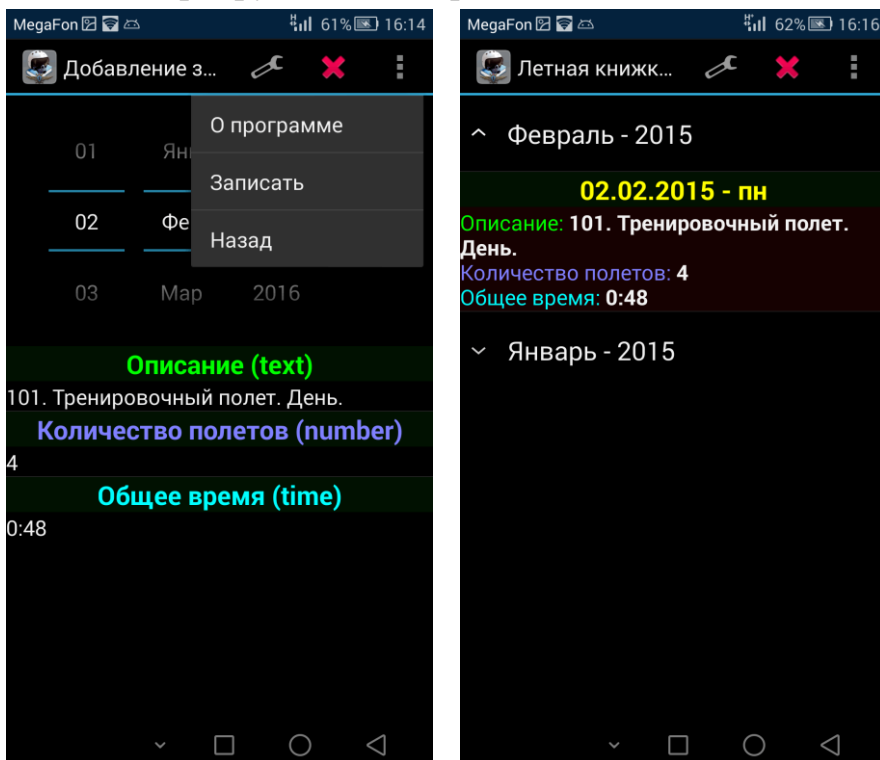 MegaFon 61% 16:14
Добавление з...
О программе
01 Ян
Записать
02 Фе
Назад
03 Мар 2016
Описание (text)
101. Тренировочный полет. День.
Количество полетов (number)
4
Общее время (time)
0:48
MegaFon 62% 16:16
Летная книжк...
Февраль - 2015
02.02.2015 - пн
Описание: 101. Тренировочный полет.
День.
Количество полетов: 4
Общее время: 0:48
Январь - 2015